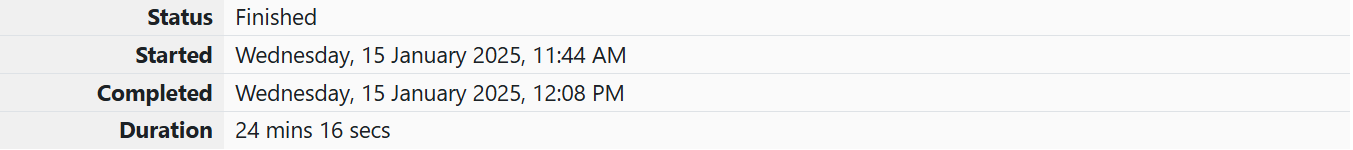 Status Finished
Started Wednesday, 15 January 2025, 11:44 AM
Completed Wednesday, 15 January 2025, 12:08 PM
Duration 24 mins 16 secs